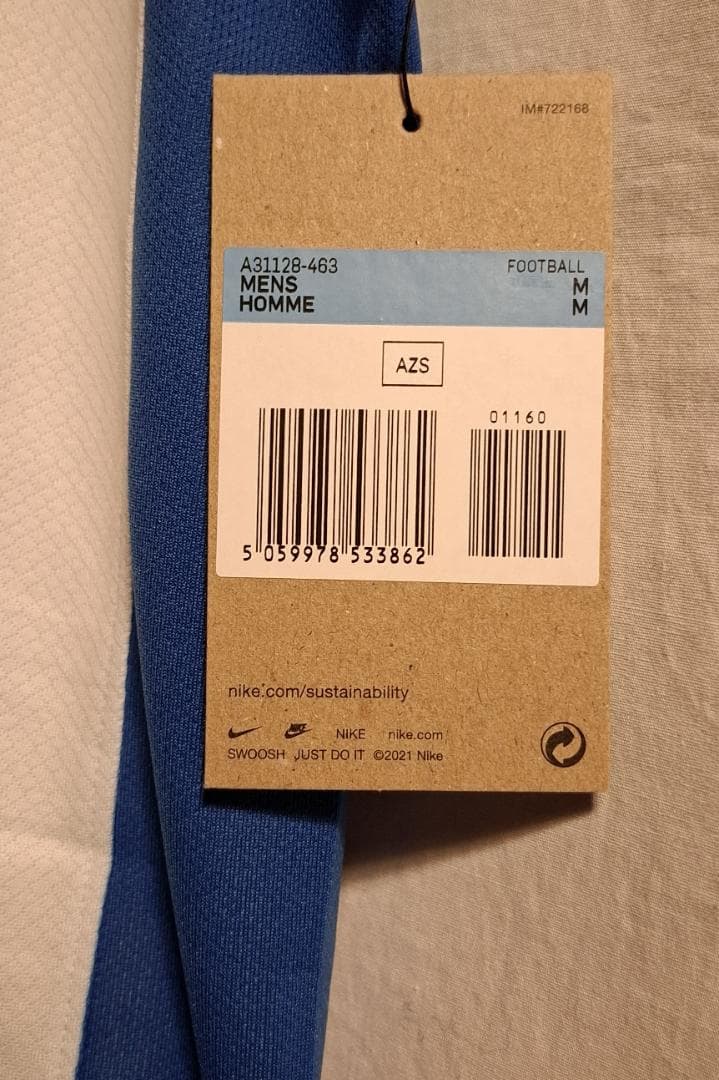 IM#722168
A31128-463
FOOTBALL
MENS
M
HOMME
M
AZS
01160
5 059978 533862
nike.com/sustainability
NIKE nike.com
SWOOSH JUST DO IT ©2021 Nike